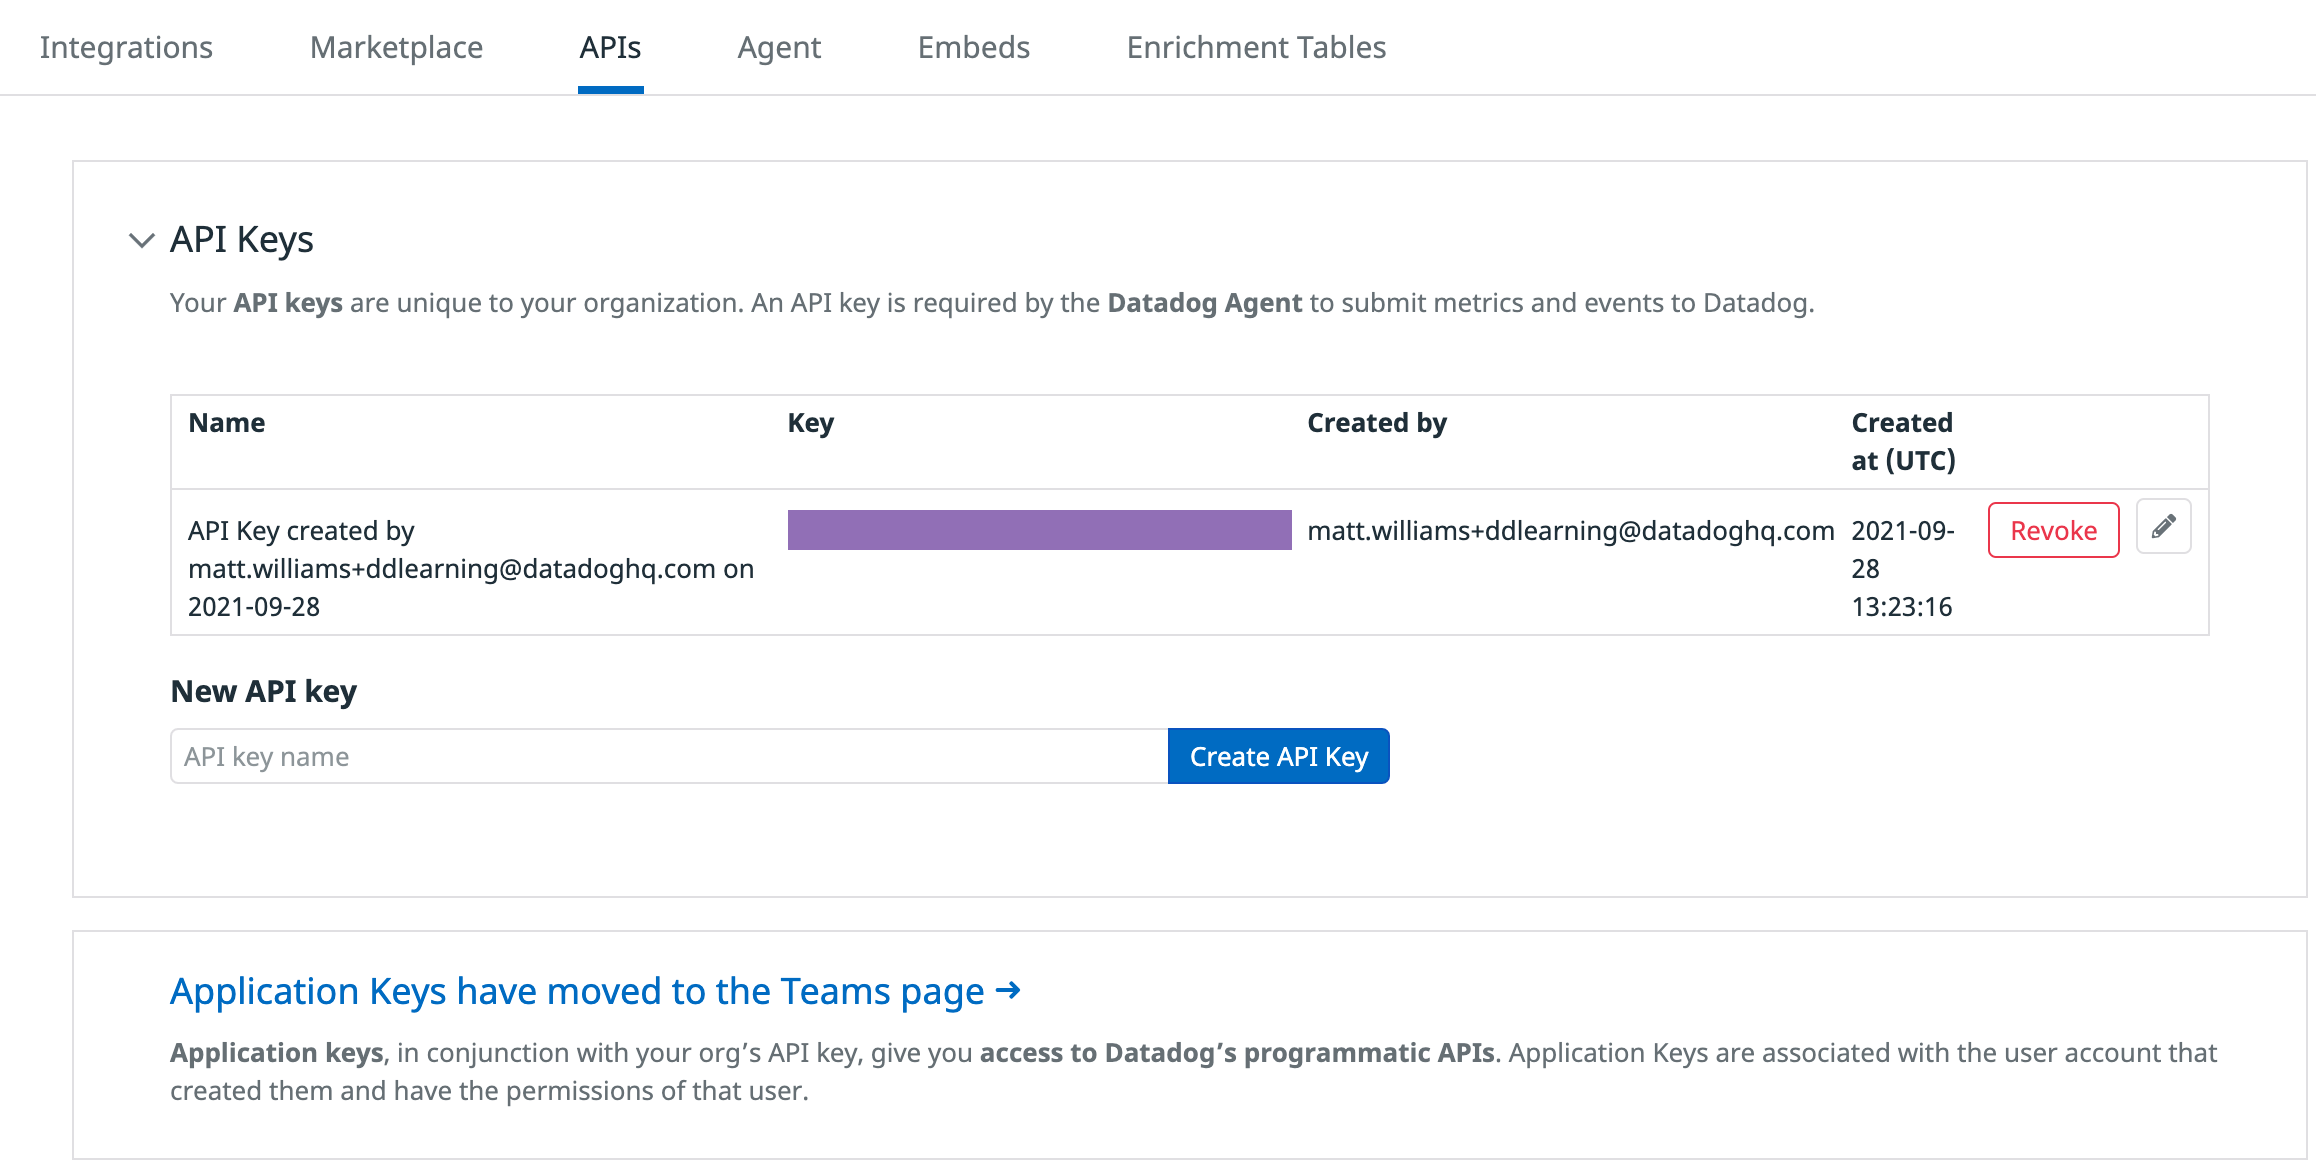 Integrations Marketplace APIs Agent Embeds Enrichment Tables
API Keys
Your API keys are unique to your organization. An API key is required by the Datadog Agent to submit metrics and events to Datadog.
Name Key Created by Created
at (UTC)
API Key created by matt.williams+ddlearning@datadoghq.com 2021-09- Revoke
matt.williams+ddlearning@datadoghq.com on 28
2021-09-28 13:23:16
New API key
API key name Create API Key
Application Keys have moved to the Teams page →
Application keys, in conjunction with your org’s API key, give you access to Datadog’s programmatic APIs. Application Keys are associated with the user account that
created them and have the permissions of that user.